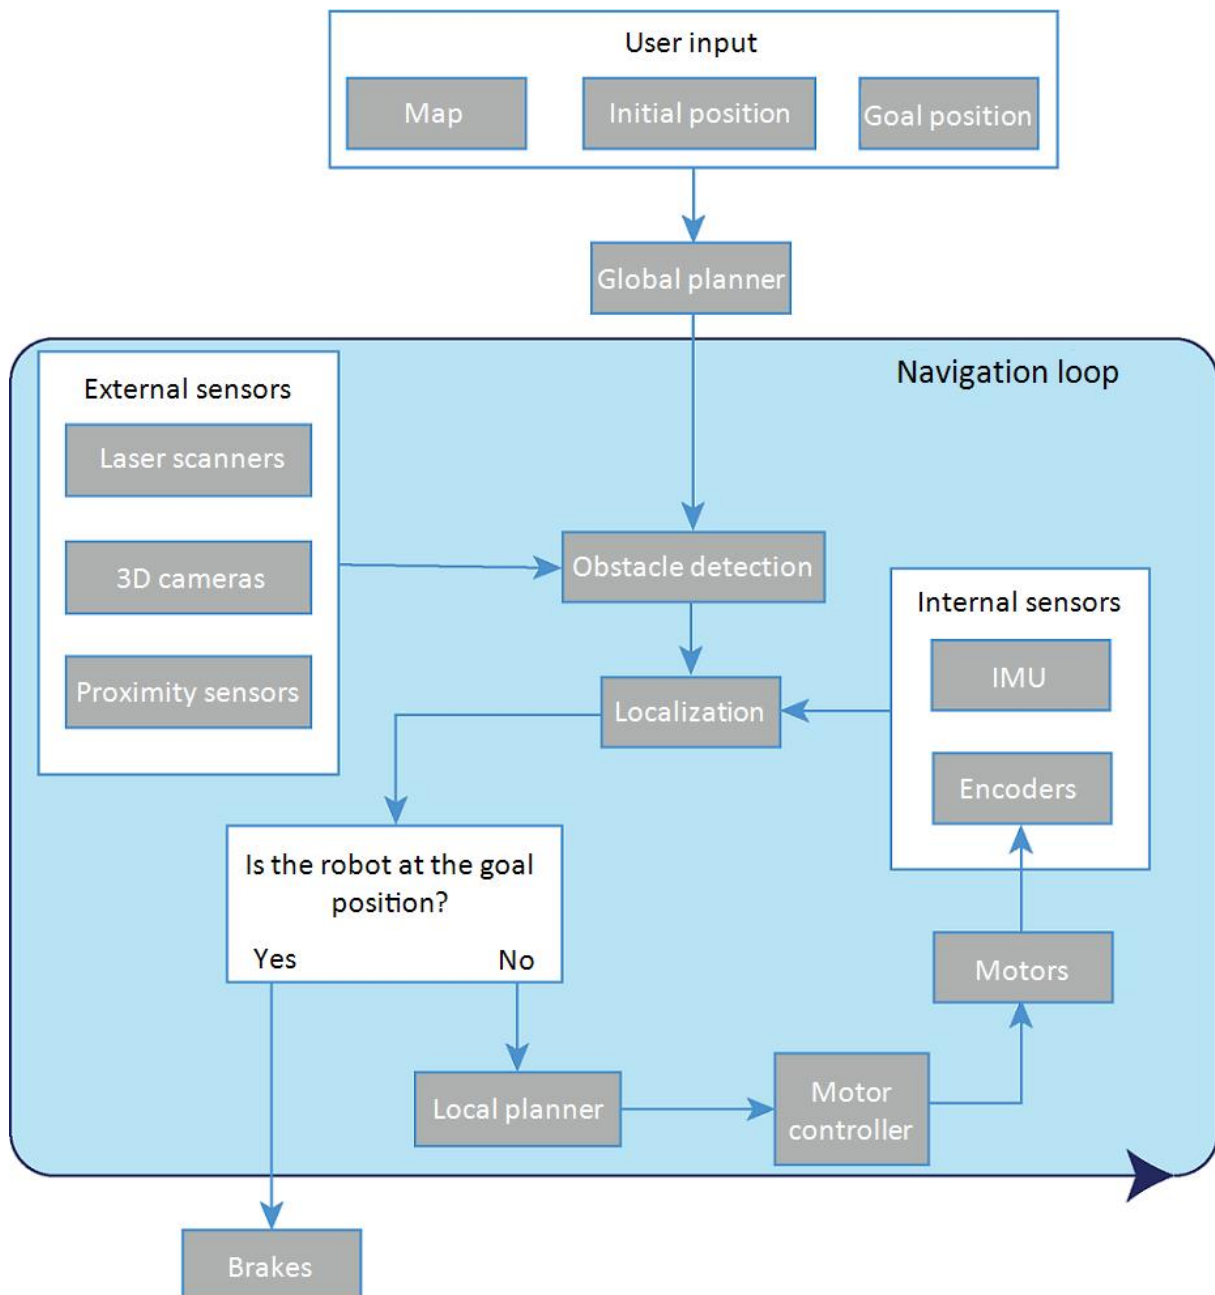 User input
Map
Initial position
Goal position
Global planner
Navigation loop
External sensors
Laser scanners
3D cameras
Proximity sensors
Obstacle detection
Internal sensors
IMU
Localization
Encoders
Is the robot at the goal
position?
Yes
No
Motors
Local planner
Motor
controller
Brakes